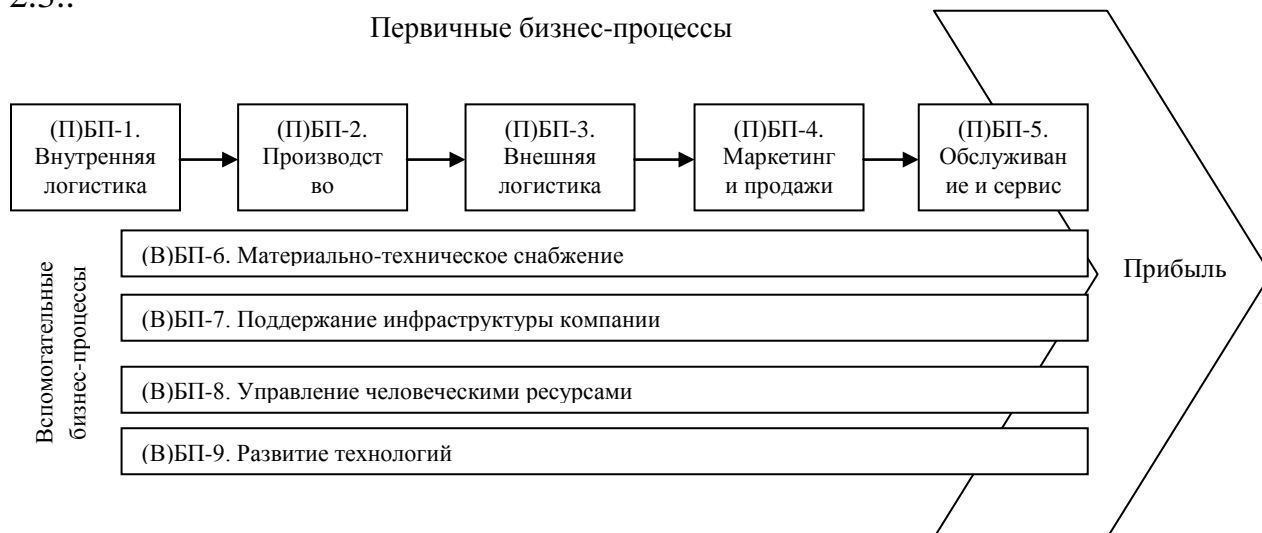 2.3..
Первичные бизнес-процессы
(П)БП-1.
Внутренняя
логистика
(П)БП-2.
Производст
во
(П)БП-3.
Внешняя
логистика
(П)БП-4.
Маркетинг
и продажи
(П)БП-5.
Обслуживан
ие и сервис
Вспомогательные
бизнес-процессы
(В)БП-6. Материально-техническое снабжение
(В)БП-7. Поддержание инфраструктуры компании
(В)БП-8. Управление человеческими ресурсами
(В)БП-9. Развитие технологий
Прибыль